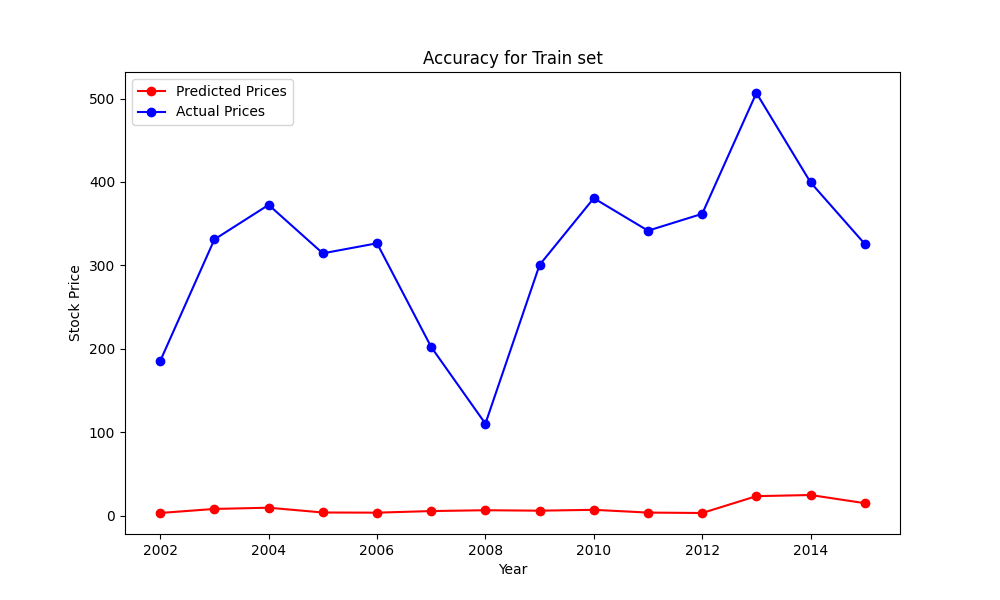 Accuracy for Train set
Predicted Prices
Actual Prices
500
400
300
200
100
0
Stock Price
2002 2004 2006 2008 2010 2012 2014
Year